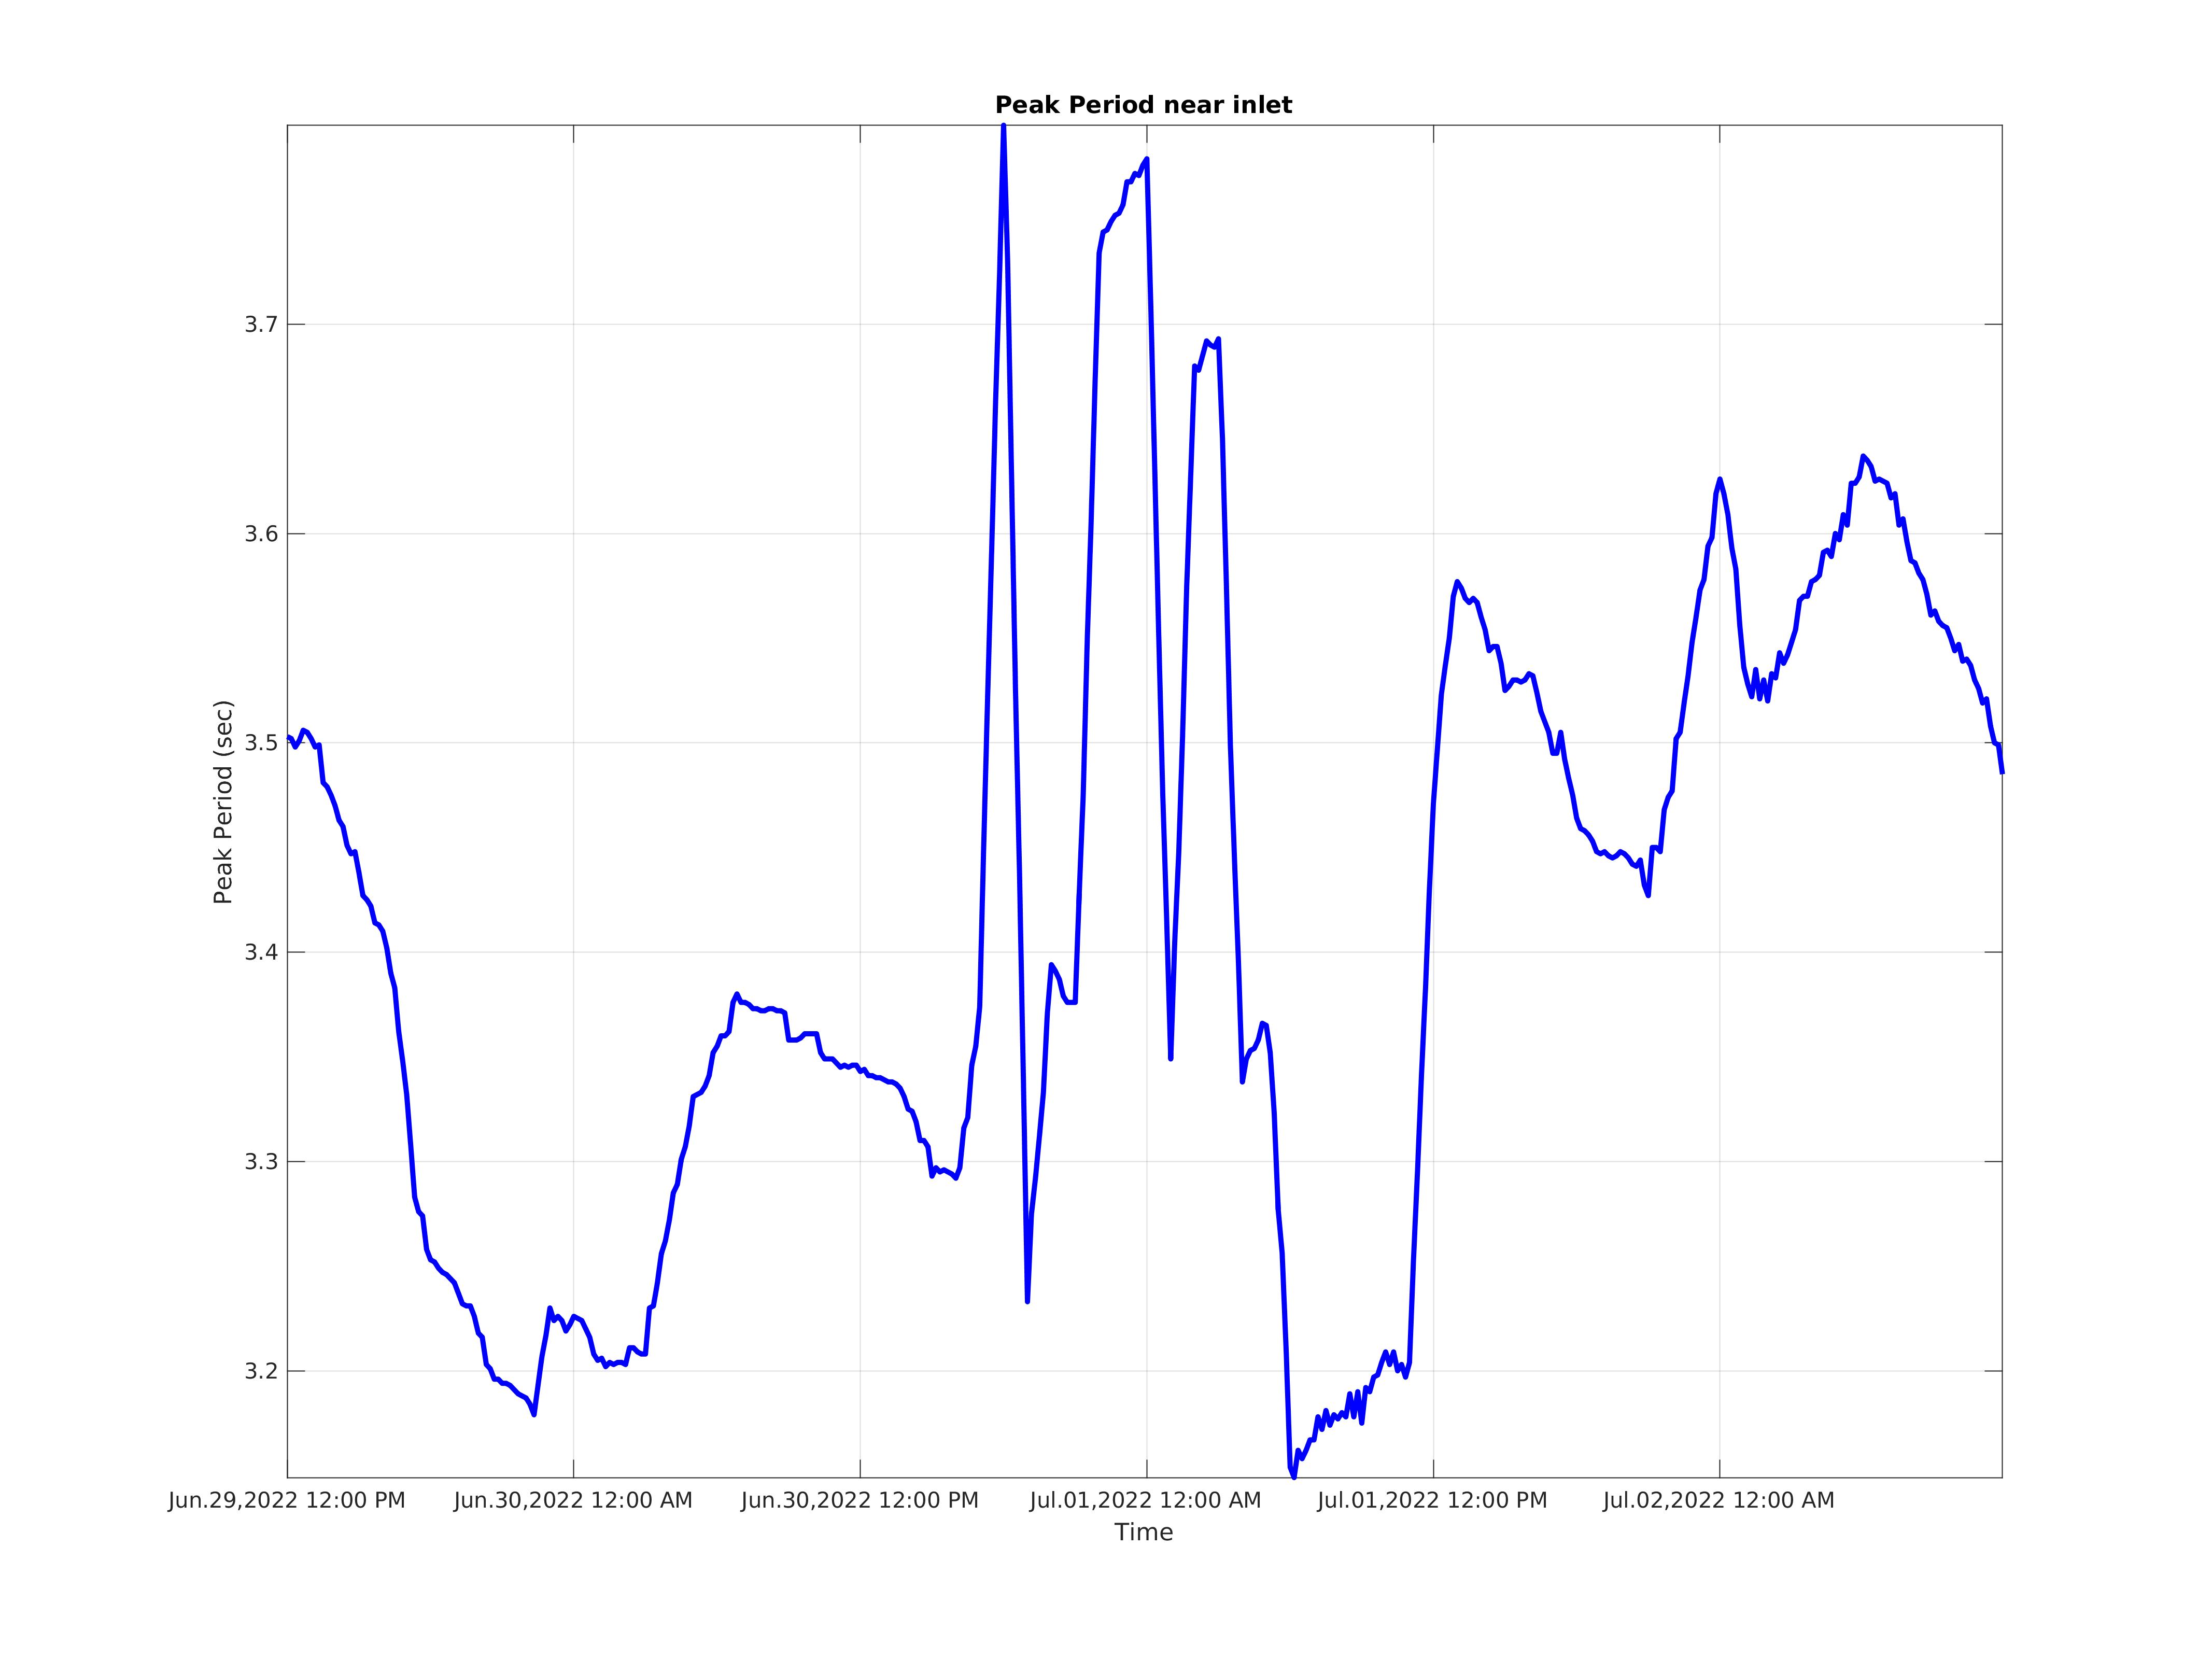 Peak Period near inlet
Peak Period (sec)
3.7
3.6
3.5
3.4
3.3
3.2
Jun.29,2022 12:00 PM
Jun.30,2022 12:00 AM
Jun.30,2022 12:00 PM
Jul.01,2022 12:00 AM
Jul.01,2022 12:00 PM
Jul.02,2022 12:00 AM
Time